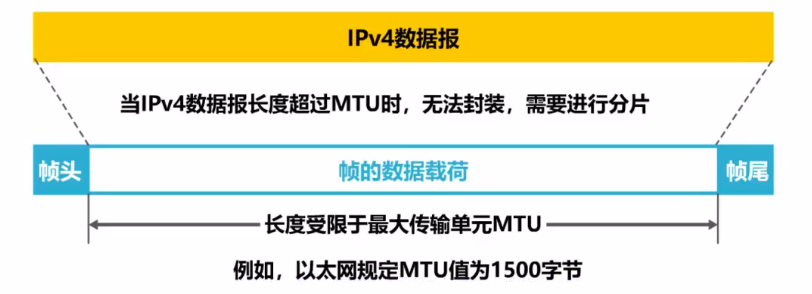 IPv4数据报
当IPv4数据报长度超过MTU时，无法封装，需要进行分片
帧头
帧的数据载荷
帧尾
长度受限于最大传输单元MTU
例如，以太网规定MTU值为1500字节